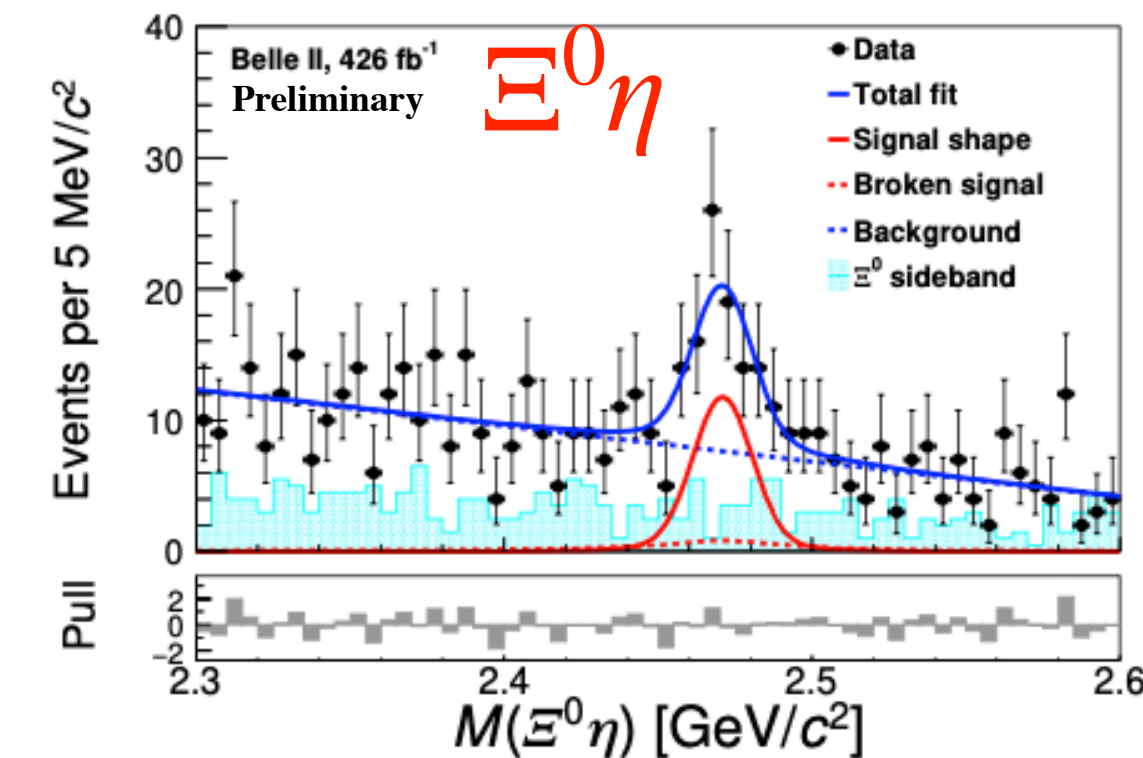 40
30
20
10
0
Events per 5 MeV/c²
Belle II, 426 fb⁻¹
Preliminary
Ξ⁰η
Data
Total fit
Signal shape
Broken signal
Background
Ξ⁰ sideband
Pull
2
0
−2
2.3 2.4 2.5 2.6
M(Ξ⁰η) [GeV/c²]